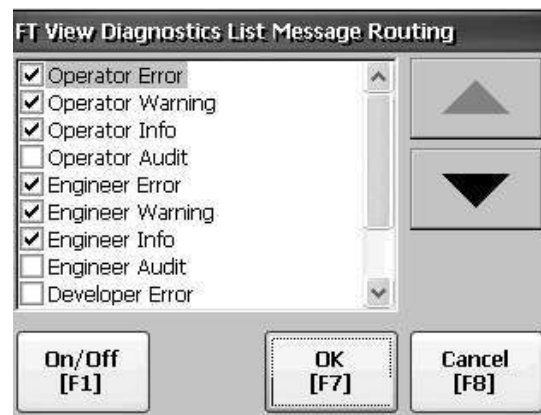 FT View Diagnostics List Message Routing
Operator Error
Operator Warning
Operator Info
Operator Audit
Engineer Error
Engineer Warning
Engineer Info
Engineer Audit
Developer Error
On/Off
[F1]
OK
[F7]
Cancel
[F8]